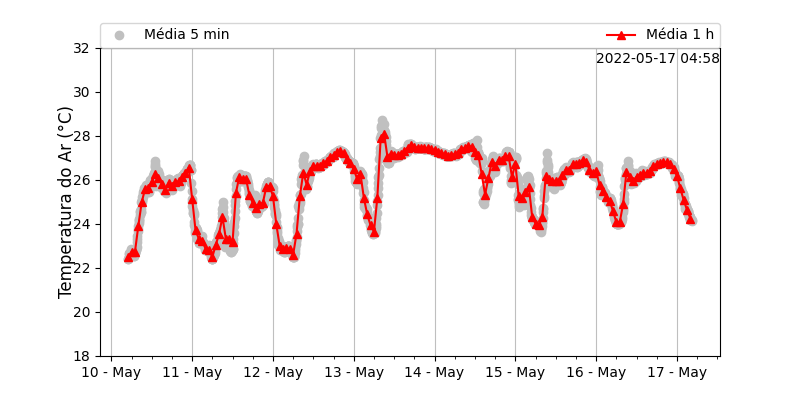 Média 5 min
Média 1 h
2022-05-17 04:58
Temperatura do Ar (°C)
32
30
28
26
24
22
20
18
10 - May
11 - May
12 - May
13 - May
14 - May
15 - May
16 - May
17 - May